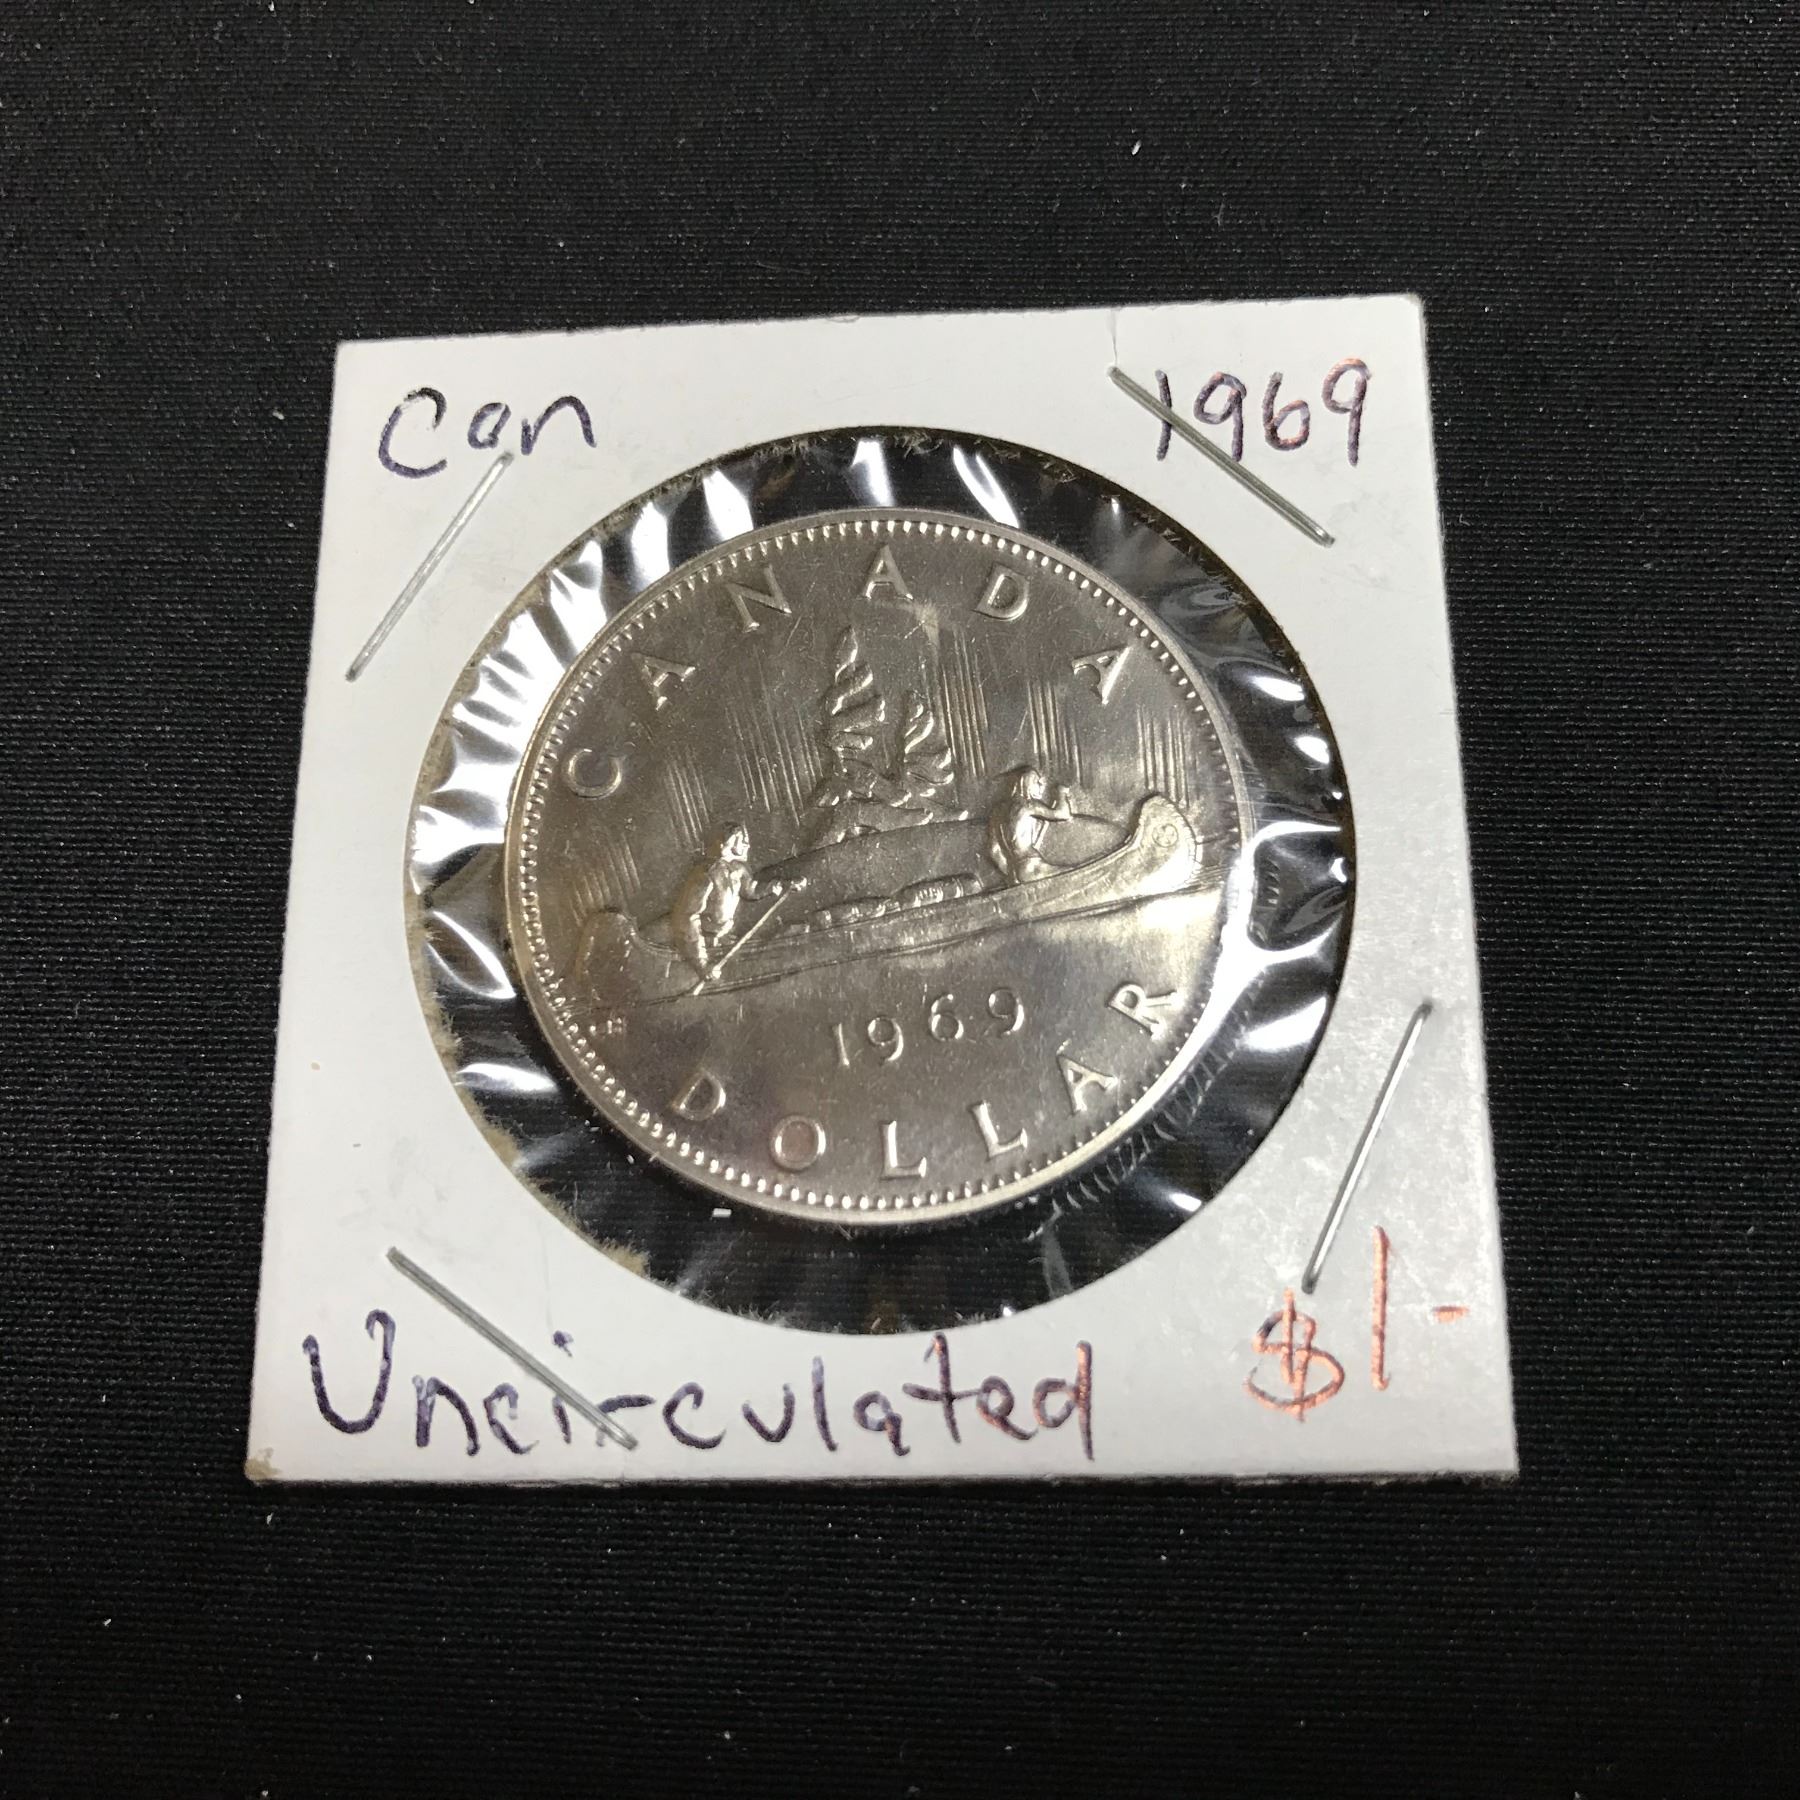 Can 1969
CANADA
1969
DOLLAR
Uncirculated $1-